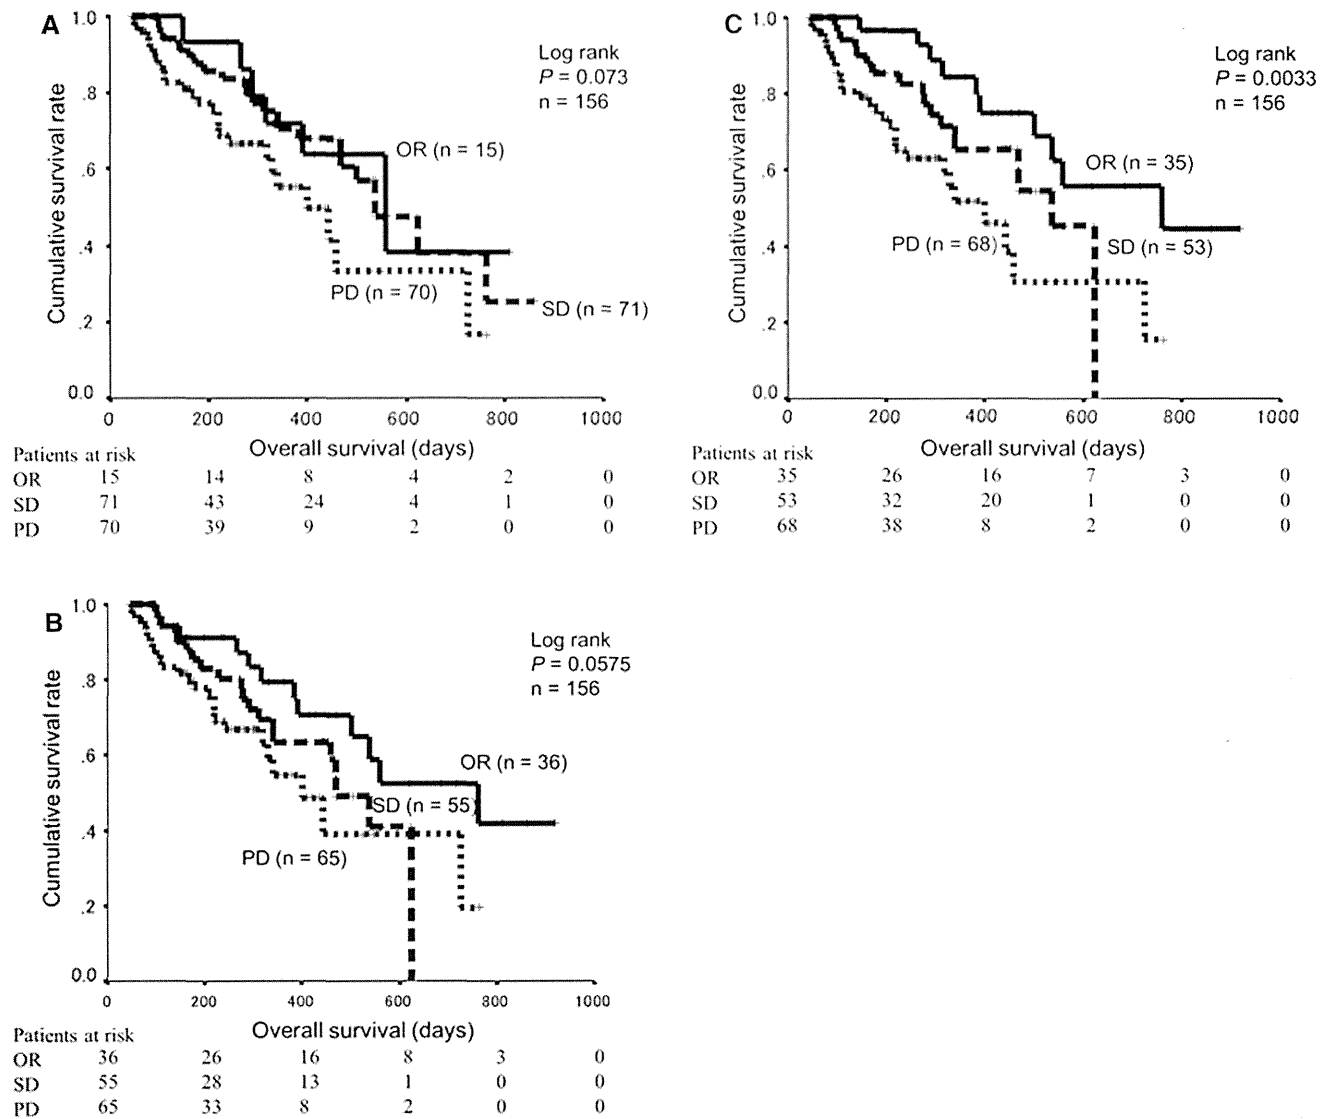 A
Cumulative survival rate
1.0
.8
.6
.4
.2
0.0
Log rank
P = 0.073
n = 156
OR (n = 15)
PD (n = 70)
SD (n = 71)
0 200 400 600 800 1000
Overall survival (days)
Patients at risk
OR 15 14 8 4 2 0
SD 71 43 24 4 1 0
PD 70 39 9 2 0 0
C
Cumulative survival rate
1.0
.8
.6
.4
.2
0.0
Log rank
P = 0.0033
n = 156
OR (n = 35)
PD (n = 68)
SD (n = 53)
0 200 400 600 800 1000
Overall survival (days)
Patients at risk
OR 35 26 16 7 3 0
SD 53 32 20 1 0 0
PD 68 38 8 2 0 0
B
Cumulative survival rate
1.0
.8
.6
.4
.2
0.0
Log rank
P = 0.0575
n = 156
OR (n = 36)
SD (n = 55)
PD (n = 65)
0 200 400 600 800 1000
Overall survival (days)
Patients at risk
OR 36 26 16 8 3 0
SD 55 28 13 1 0 0
PD 65 33 8 2 0 0